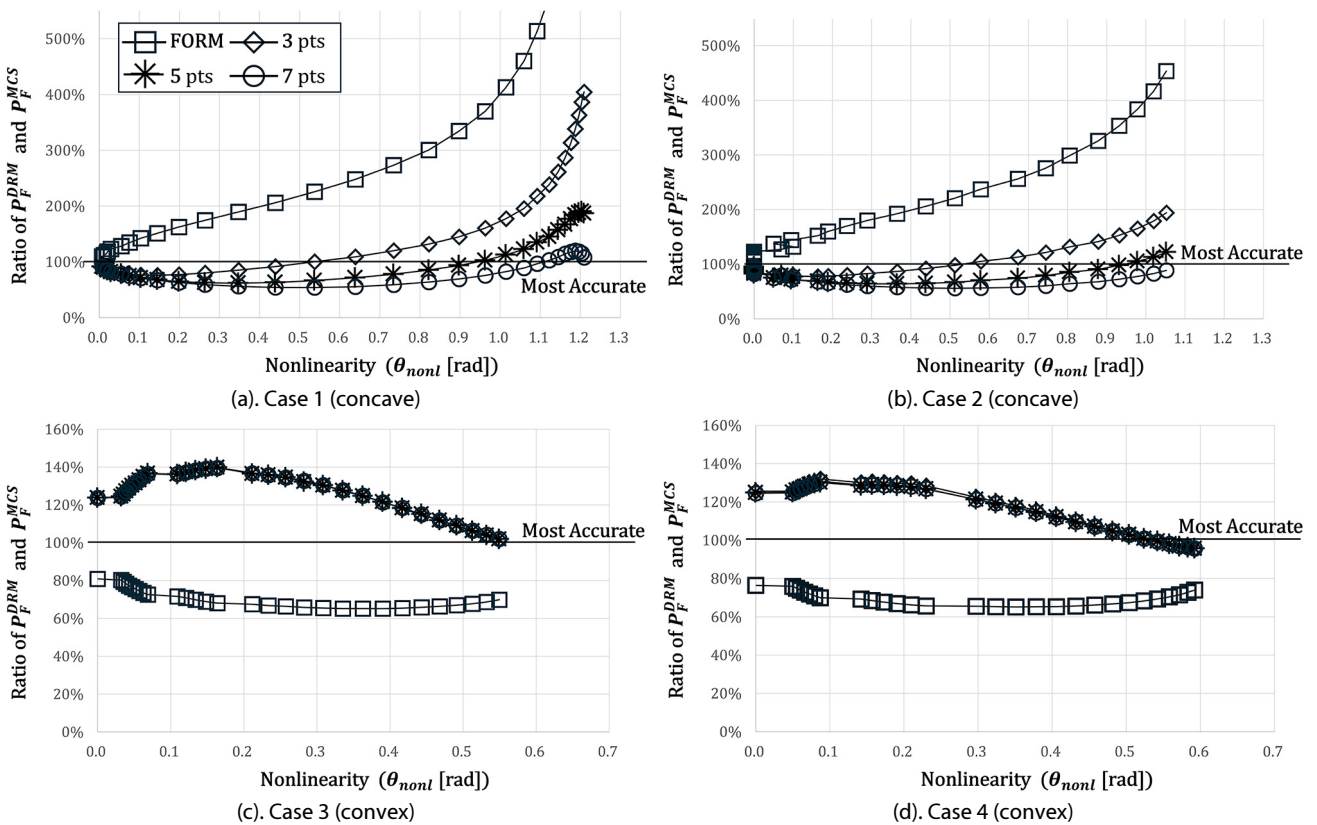 Ratio of P_F^DRM and P_F^MCS
500%
400%
300%
200%
100%
0%
FORM
3 pts
5 pts
7 pts
Most Accurate
0.0 0.1 0.2 0.3 0.4 0.5 0.6 0.7 0.8 0.9 1.0 1.1 1.2 1.3
Nonlinearity (θ_nonl [rad])
(a). Case 1 (concave)
Ratio of P_F^DRM and P_F^MCS
500%
400%
300%
200%
100%
0%
Most Accurate
0.0 0.1 0.2 0.3 0.4 0.5 0.6 0.7 0.8 0.9 1.0 1.1 1.2 1.3
Nonlinearity (θ_nonl [rad])
(b). Case 2 (concave)
Ratio of P_F^DRM and P_F^MCS
160%
140%
120%
100%
80%
60%
40%
20%
0%
Most Accurate
0.0 0.1 0.2 0.3 0.4 0.5 0.6 0.7
Nonlinearity (θ_nonl [rad])
(c). Case 3 (convex)
Ratio of P_F^DRM and P_F^MCS
160%
140%
120%
100%
80%
60%
40%
20%
0%
Most Accurate
0.0 0.1 0.2 0.3 0.4 0.5 0.6 0.7
Nonlinearity (θ_nonl [rad])
(d). Case 4 (convex)